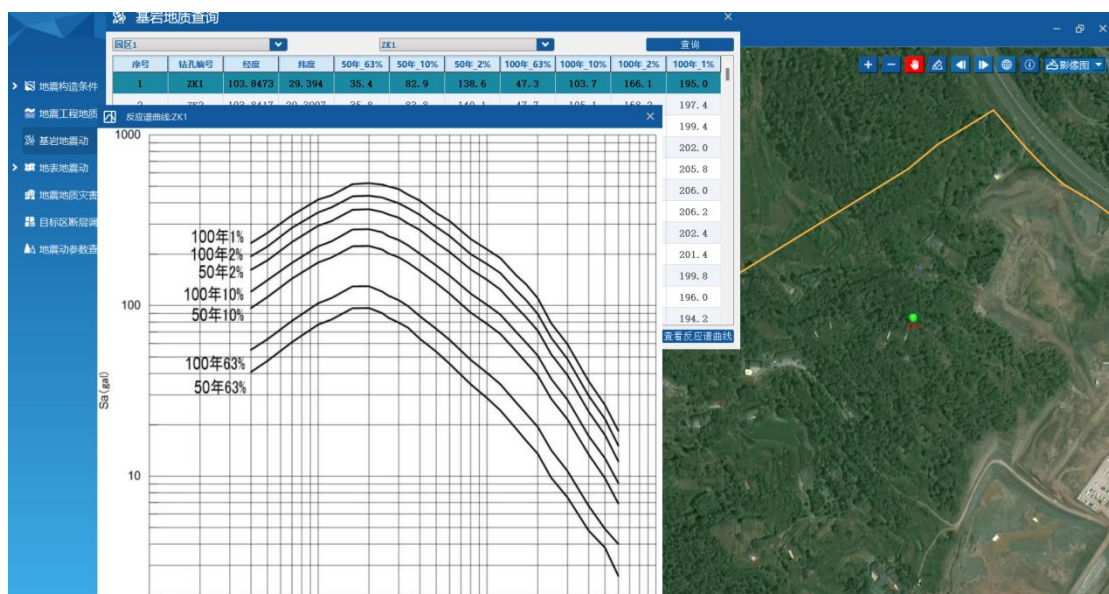 基岩地质查询
园区1 ZK1 查询
序号 钻孔编号 经度 纬度 50年_63% 50年_10% 50年_2% 100年_63% 100年_10% 100年_2% 100年_1%
1 ZK1 103.8473 29.394 35.4 82.9 138.6 47.3 103.7 166.1 195.0
197.4
199.4
202.0
205.8
206.0
206.2
202.4
201.4
199.8
196.0
194.2
查看反应谱曲线
影像图
地震构造条件
地震工程地质
基岩地震动
地表地震动
地震地质灾害
目标区断层调
地震动参数查
反应谱曲线:ZK1
1000
100
10
Sa(gal)
100年1%
100年2%
50年2%
100年10%
50年10%
100年63%
50年63%